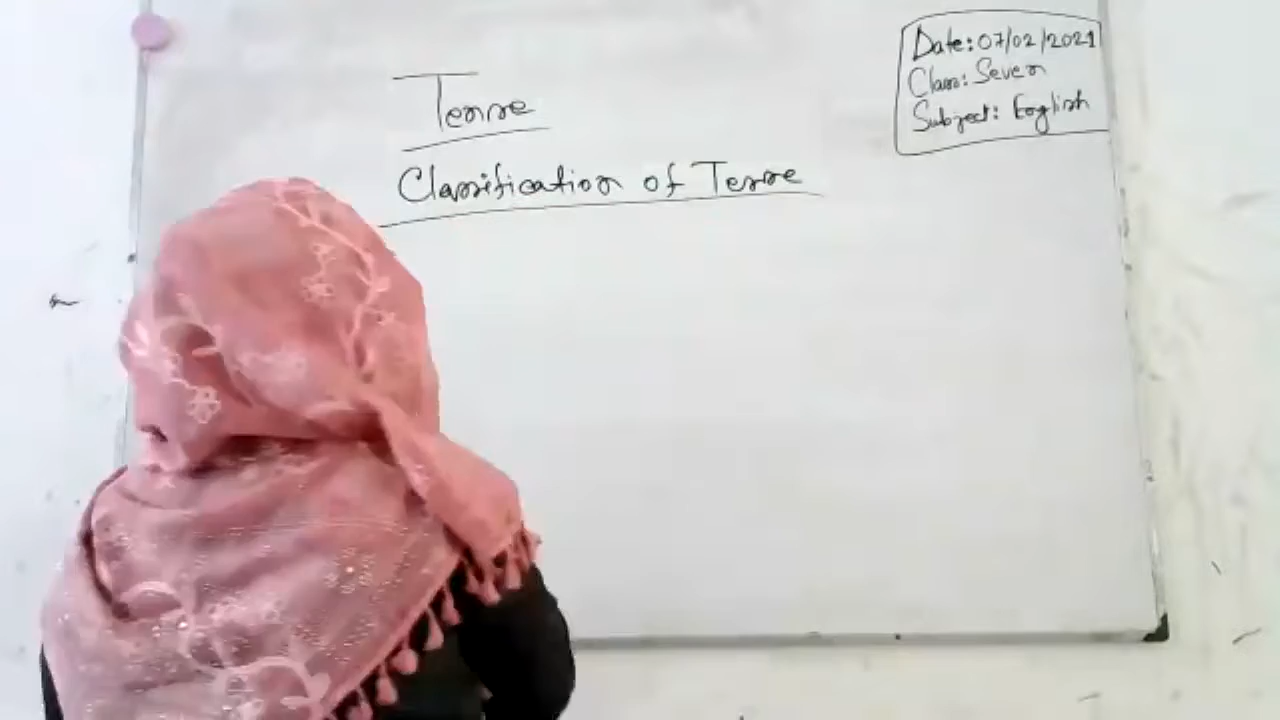 Tense
Classification of Tense
Date: 07/02/2021
Class: Seven
Subject: English